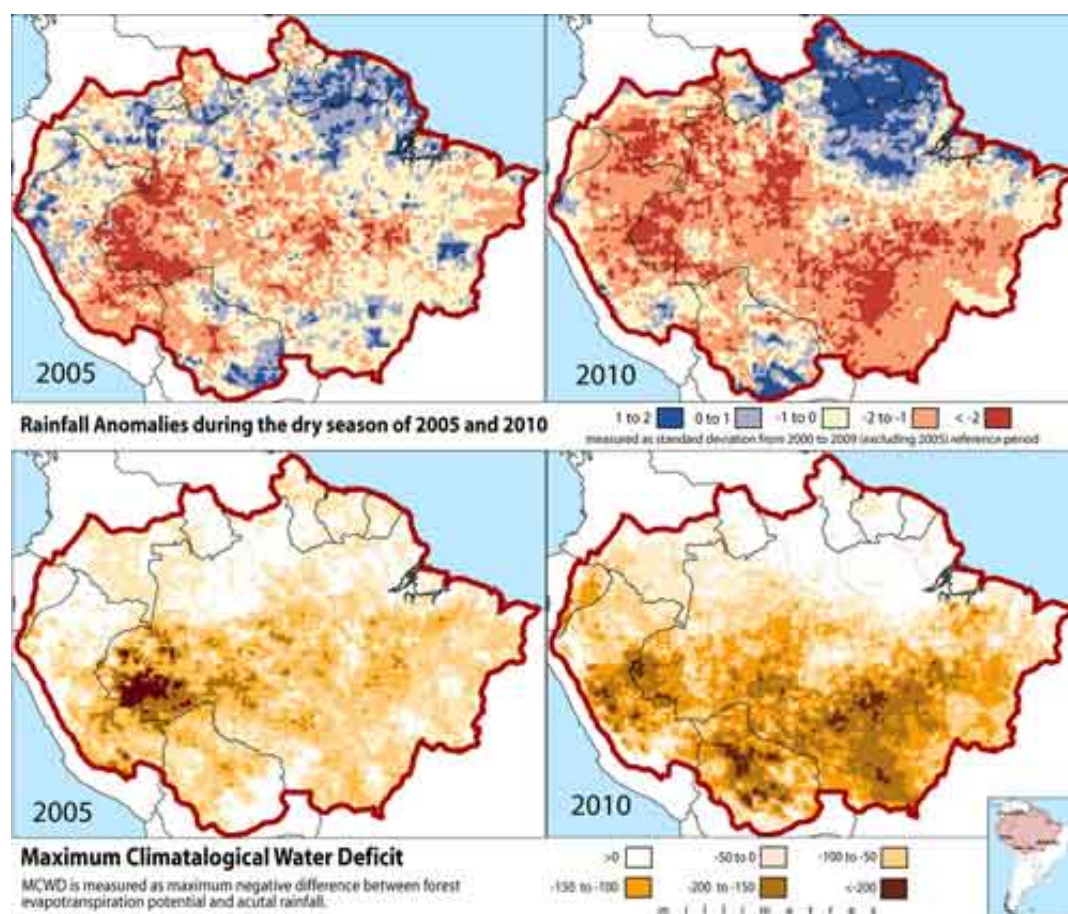 2005
2010
Rainfall Anomalies during the dry season of 2005 and 2010
1 to 2 0 to 1 -1 to 0 -2 to -1 < -2
measured as standard deviation from 2000 to 2009 (excluding 2005) reference period
2005
2010
Maximum Climatalogical Water Deficit
MCWD is measured as maximum negative difference between forest
evapotranspiration potential and acutal rainfall.
>0 -50 to 0 -100 to -50
-150 to -100 -200 to -150 <-200
m i l l i m e t r e s